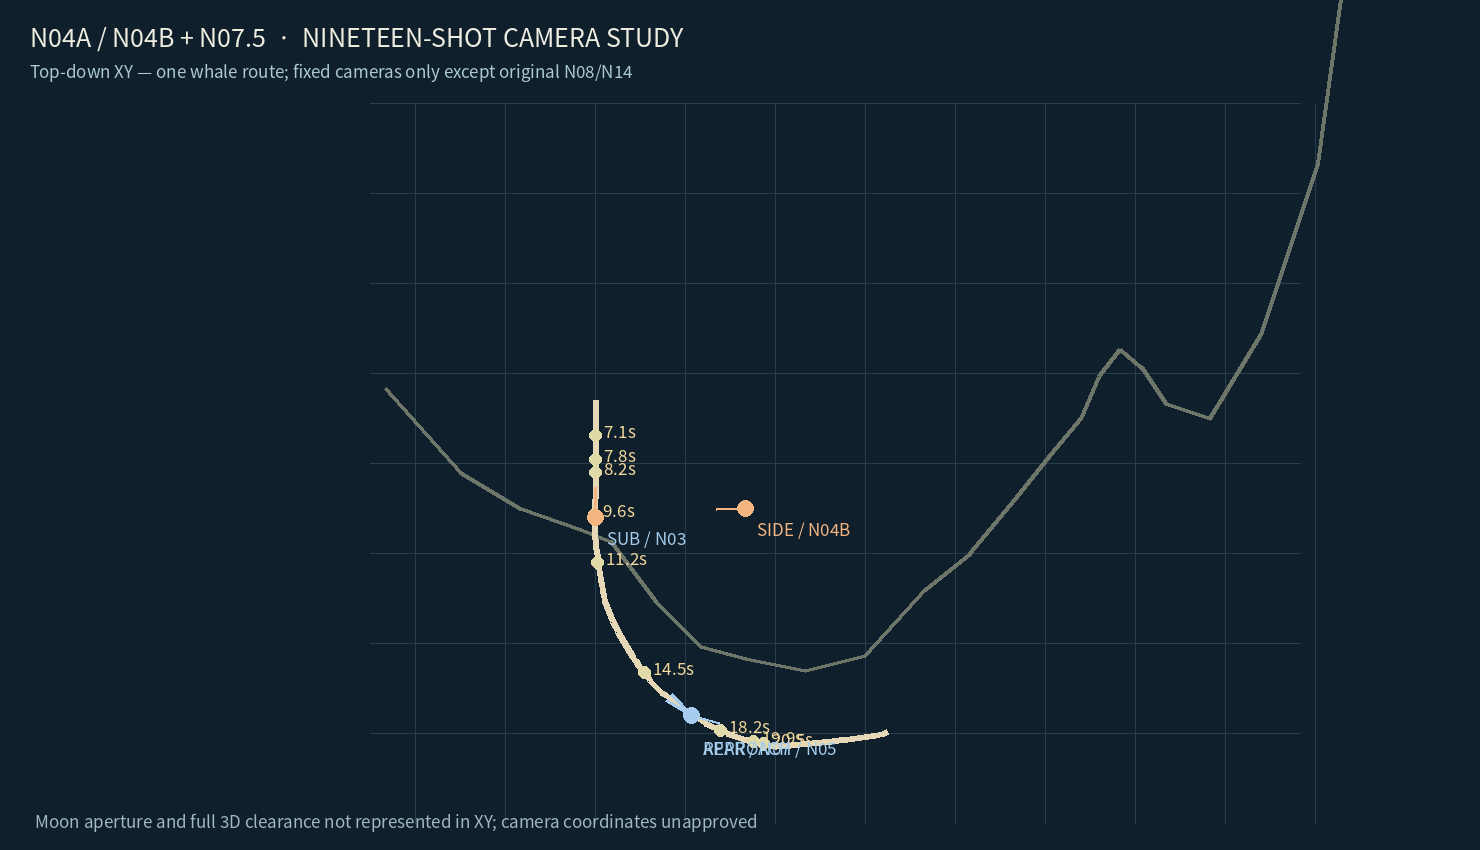 N04A / N04B + N07.5 · NINETEEN-SHOT CAMERA STUDY
Top-down XY — one whale route; fixed cameras only except original N08/N14
7.1s
7.8s
8.2s
9.6s
SIDE / N04B
SUB / N03
11.2s
14.5s
18.2s
/ N05
Moon aperture and full 3D clearance not represented in XY; camera coordinates unapproved